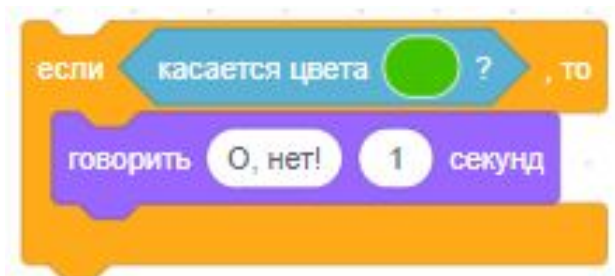 если касается цвета ? , то
говорить О, нет! 1 секунд